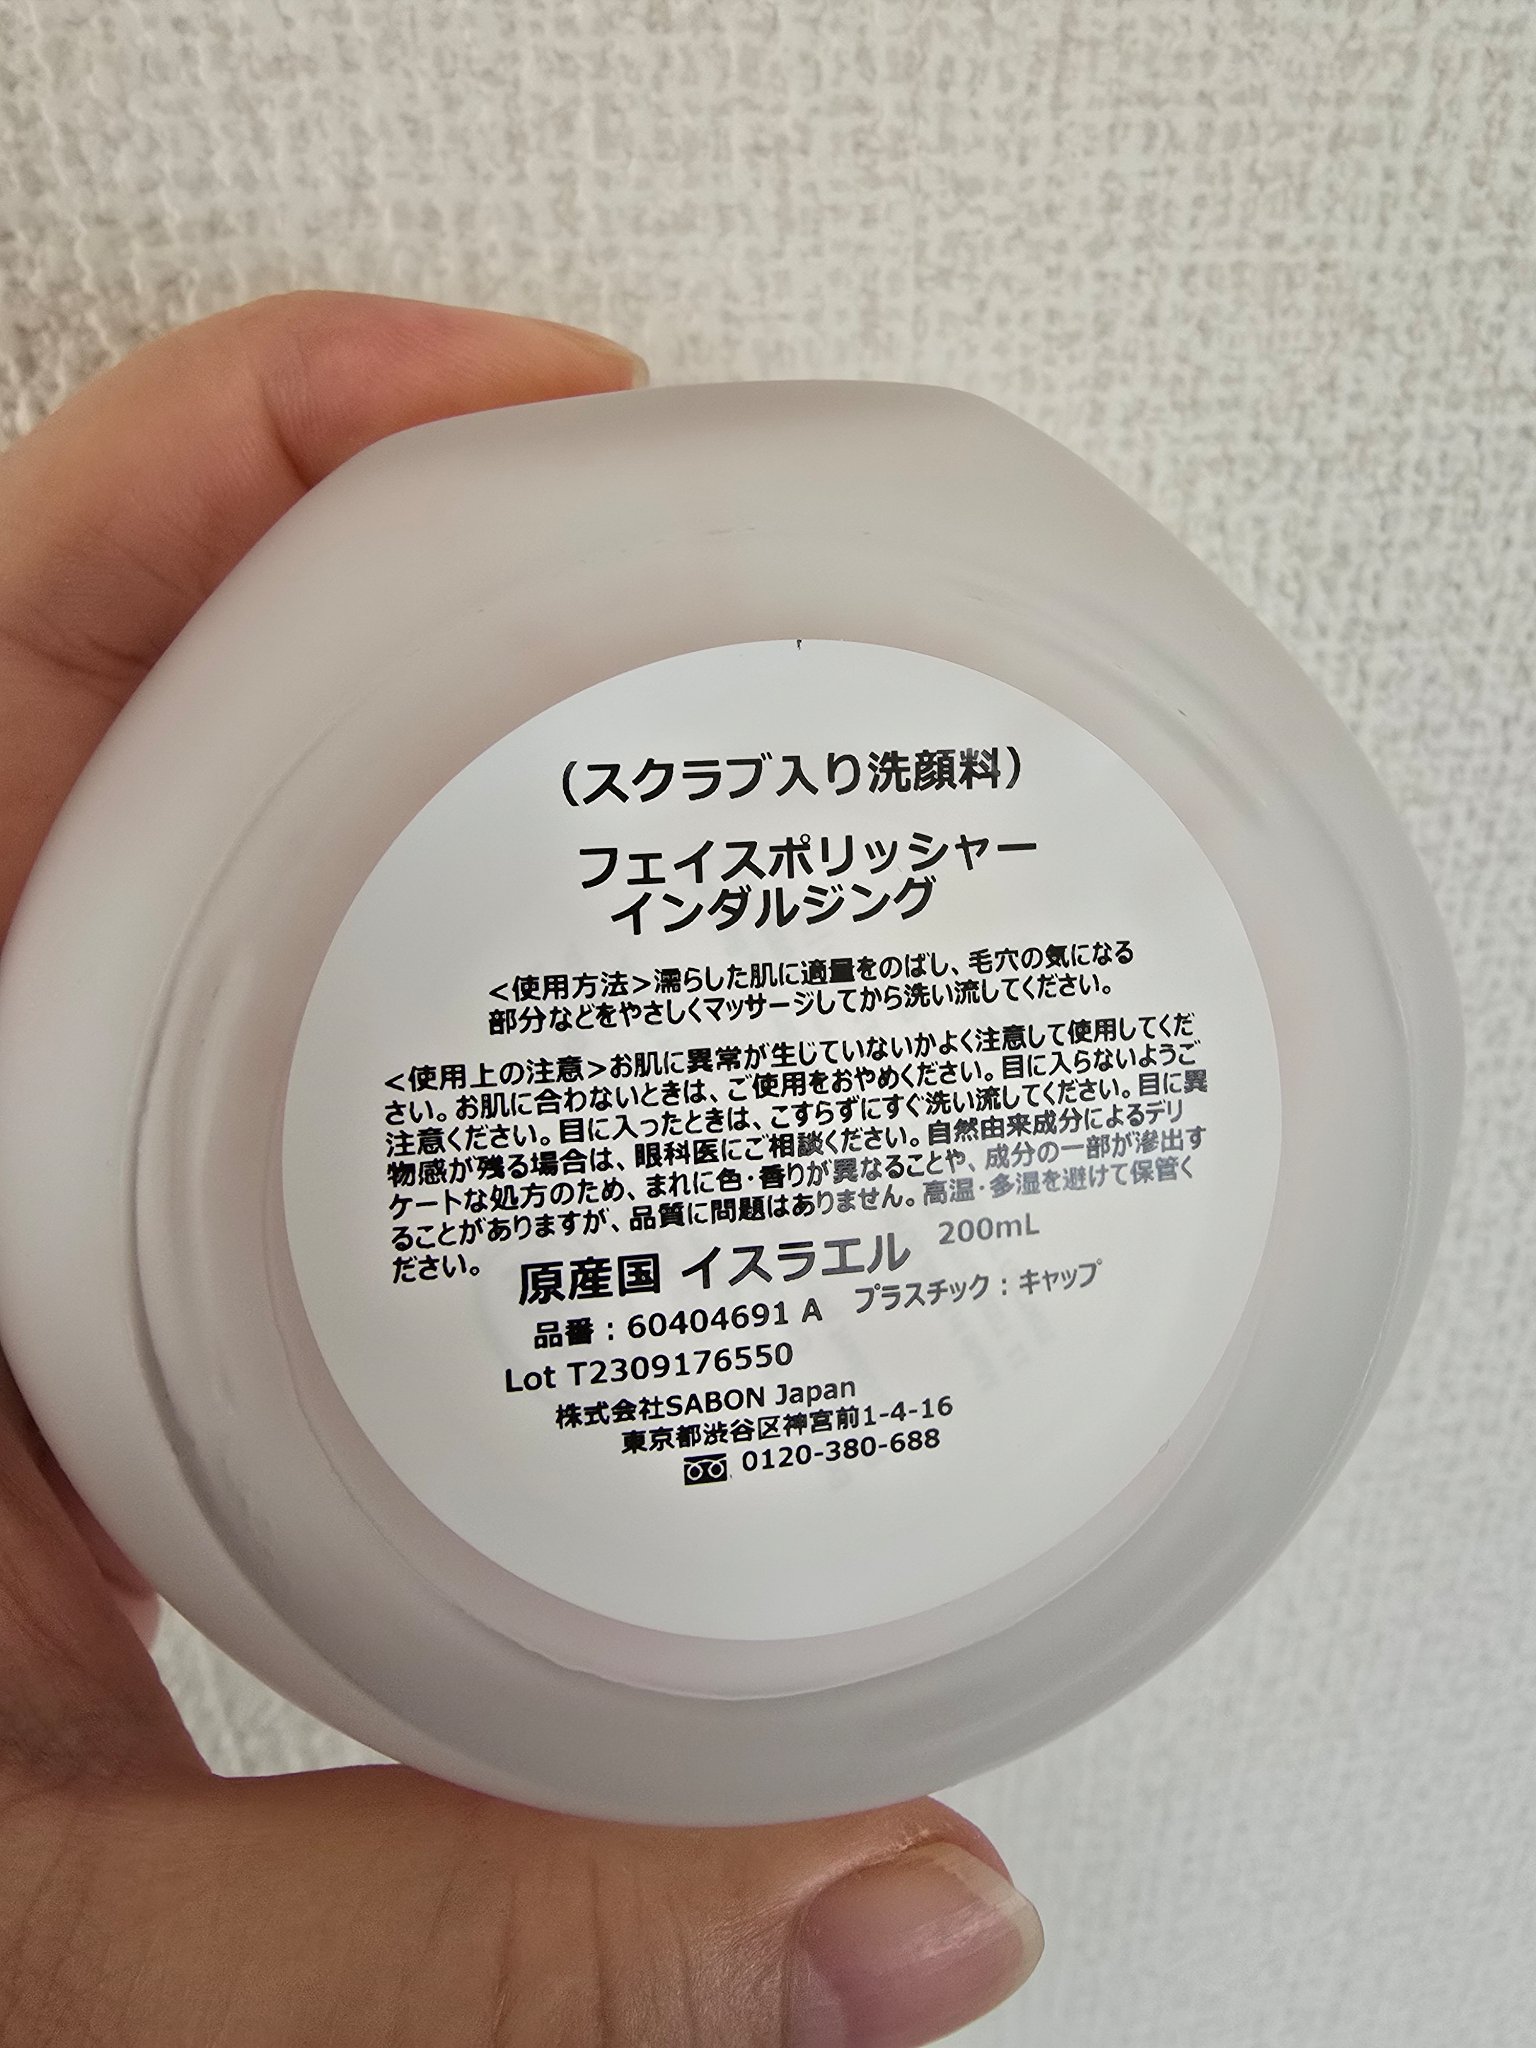 （スクラブ入り洗顔料）
フェイスポリッシャー
インダルジング
<使用方法>濡らした肌に適量をのばし、毛穴の気になる
部分などをやさしくマッサージしてから洗い流してください。
<使用上の注意>お肌に異常が生じていないかよく注意して使用してくだ
さい。お肌に合わないときは、ご使用をおやめください。目に入らないようご
注意ください。目に入ったときは、こすらずにすぐ洗い流してください。目に異
物感が残る場合は、眼科医にご相談ください。自然由来成分によるデリ
ケートな処方のため、まれに色・香りが異なることや、成分の一部が滲出す
ることがありますが、品質に問題はありません。高温・多湿を避けて保管く
ださい。
原産国 イスラエル 200mL
品番：60404691 A プラスチック：キャップ
Lot T2309176550
株式会社SABON Japan
東京都渋谷区神宮前1-4-16
0120-380-688